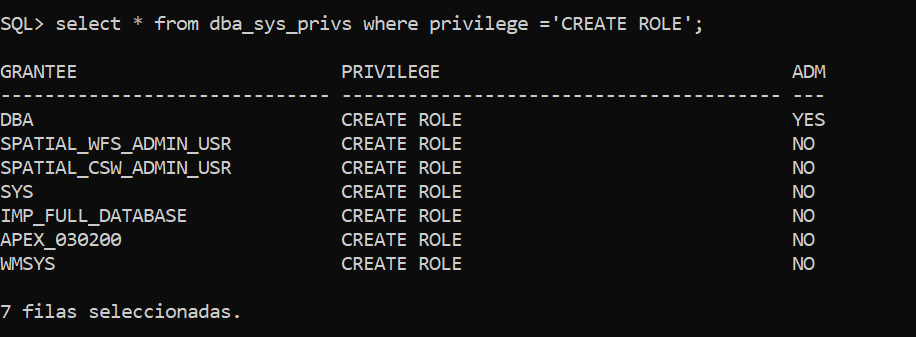 SQL> select * from dba_sys_privs where privilege ='CREATE ROLE';
GRANTEE                        PRIVILEGE                                ADM
------------------------------ ---------------------------------------- ---
DBA                            CREATE ROLE                              YES
SPATIAL_WFS_ADMIN_USR          CREATE ROLE                              NO
SPATIAL_CSW_ADMIN_USR          CREATE ROLE                              NO
SYS                            CREATE ROLE                              NO
IMP_FULL_DATABASE              CREATE ROLE                              NO
APEX_030200                    CREATE ROLE                              NO
WMSYS                          CREATE ROLE                              NO
7 filas seleccionadas.